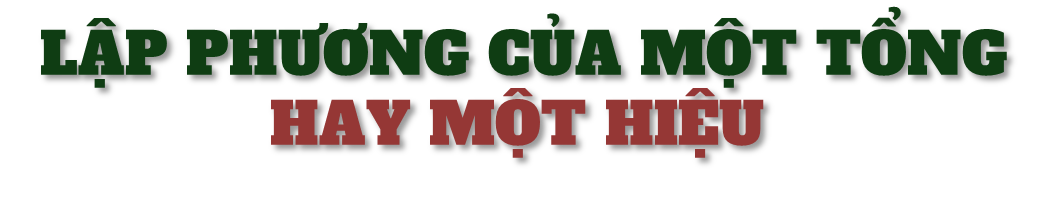 LẬP PHƯƠNG CỦA MỘT TỔNG
HAY MỘT HIỆU